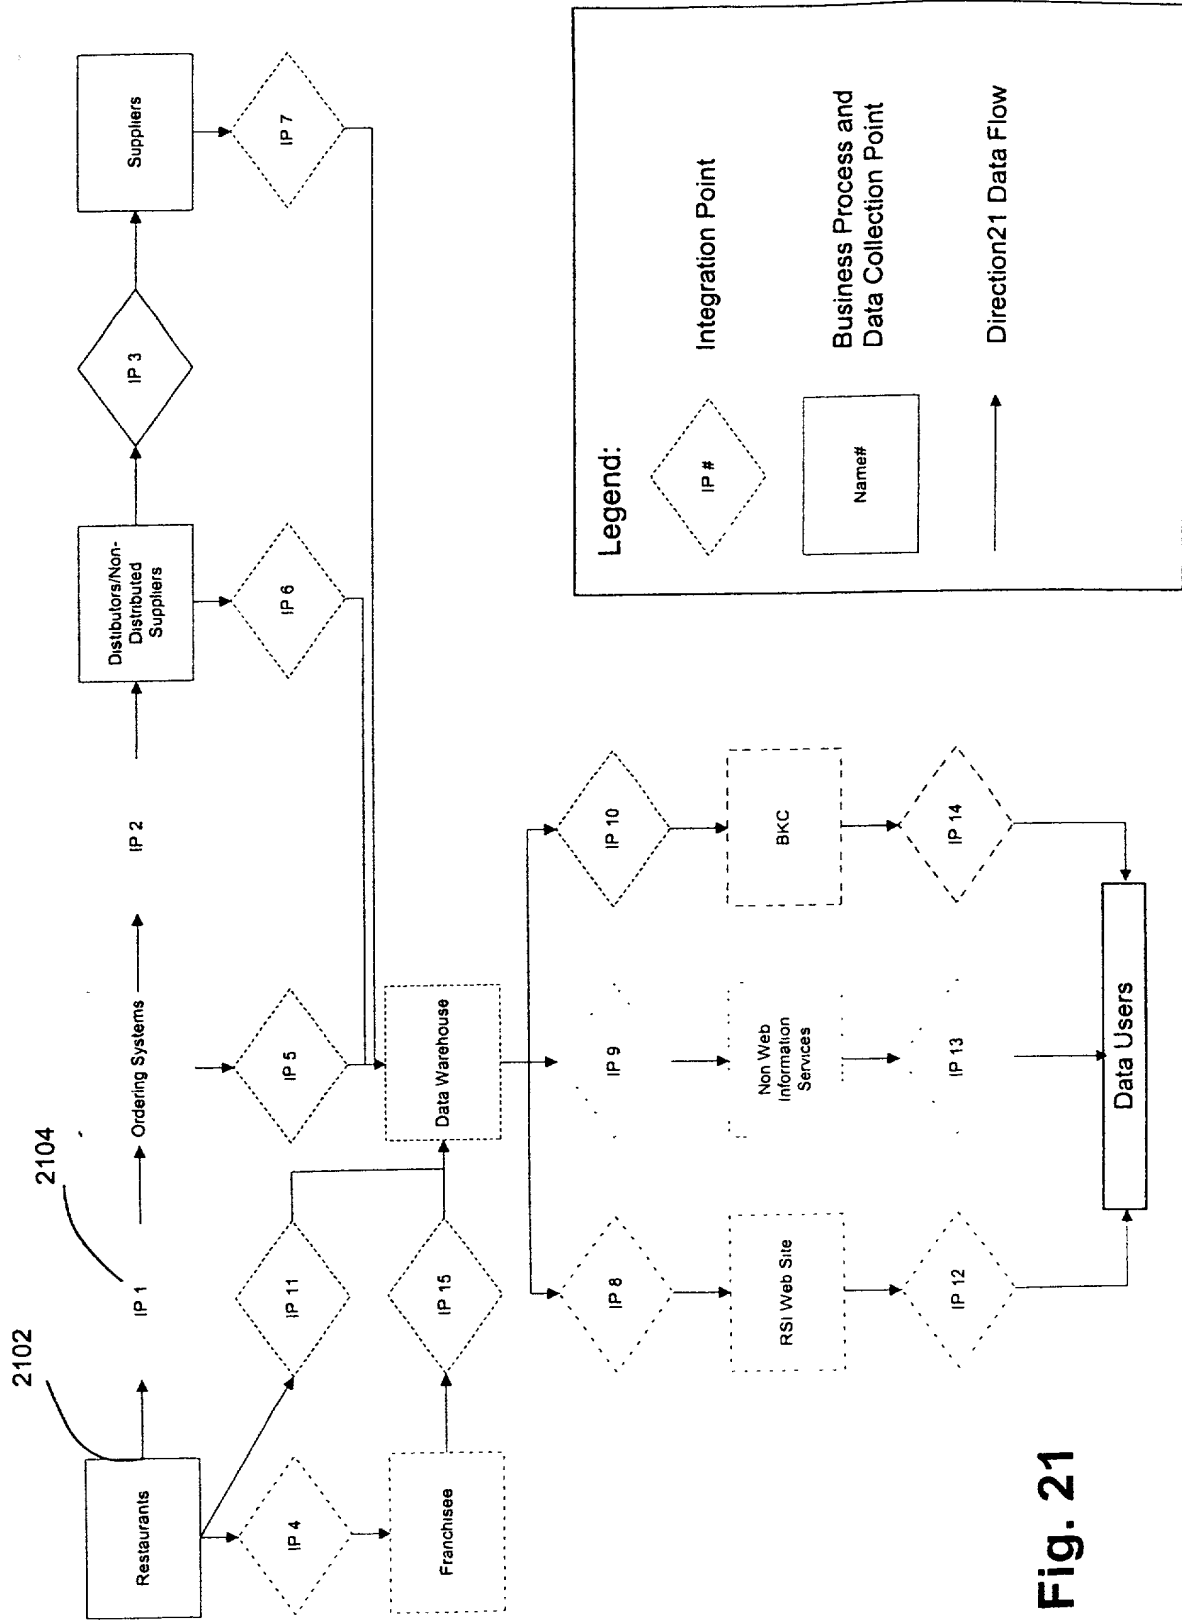 2102
2104
Restaurants
IP 1
Ordering Systems
IP 2
Distibutors/Non-
Distributed
Suppliers
IP 3
Suppliers
IP 4
IP 11
IP 5
IP 6
IP 7
Franchisee
IP 15
Data Warehouse
IP 8
IP 9
IP 10
RSI Web Site
Non Web
Information
Services
BKC
IP 12
IP 13
IP 14
Data Users
Legend:
IP #
Integration Point
Name#
Business Process and
Data Collection Point
Direction21 Data Flow
Fig. 21